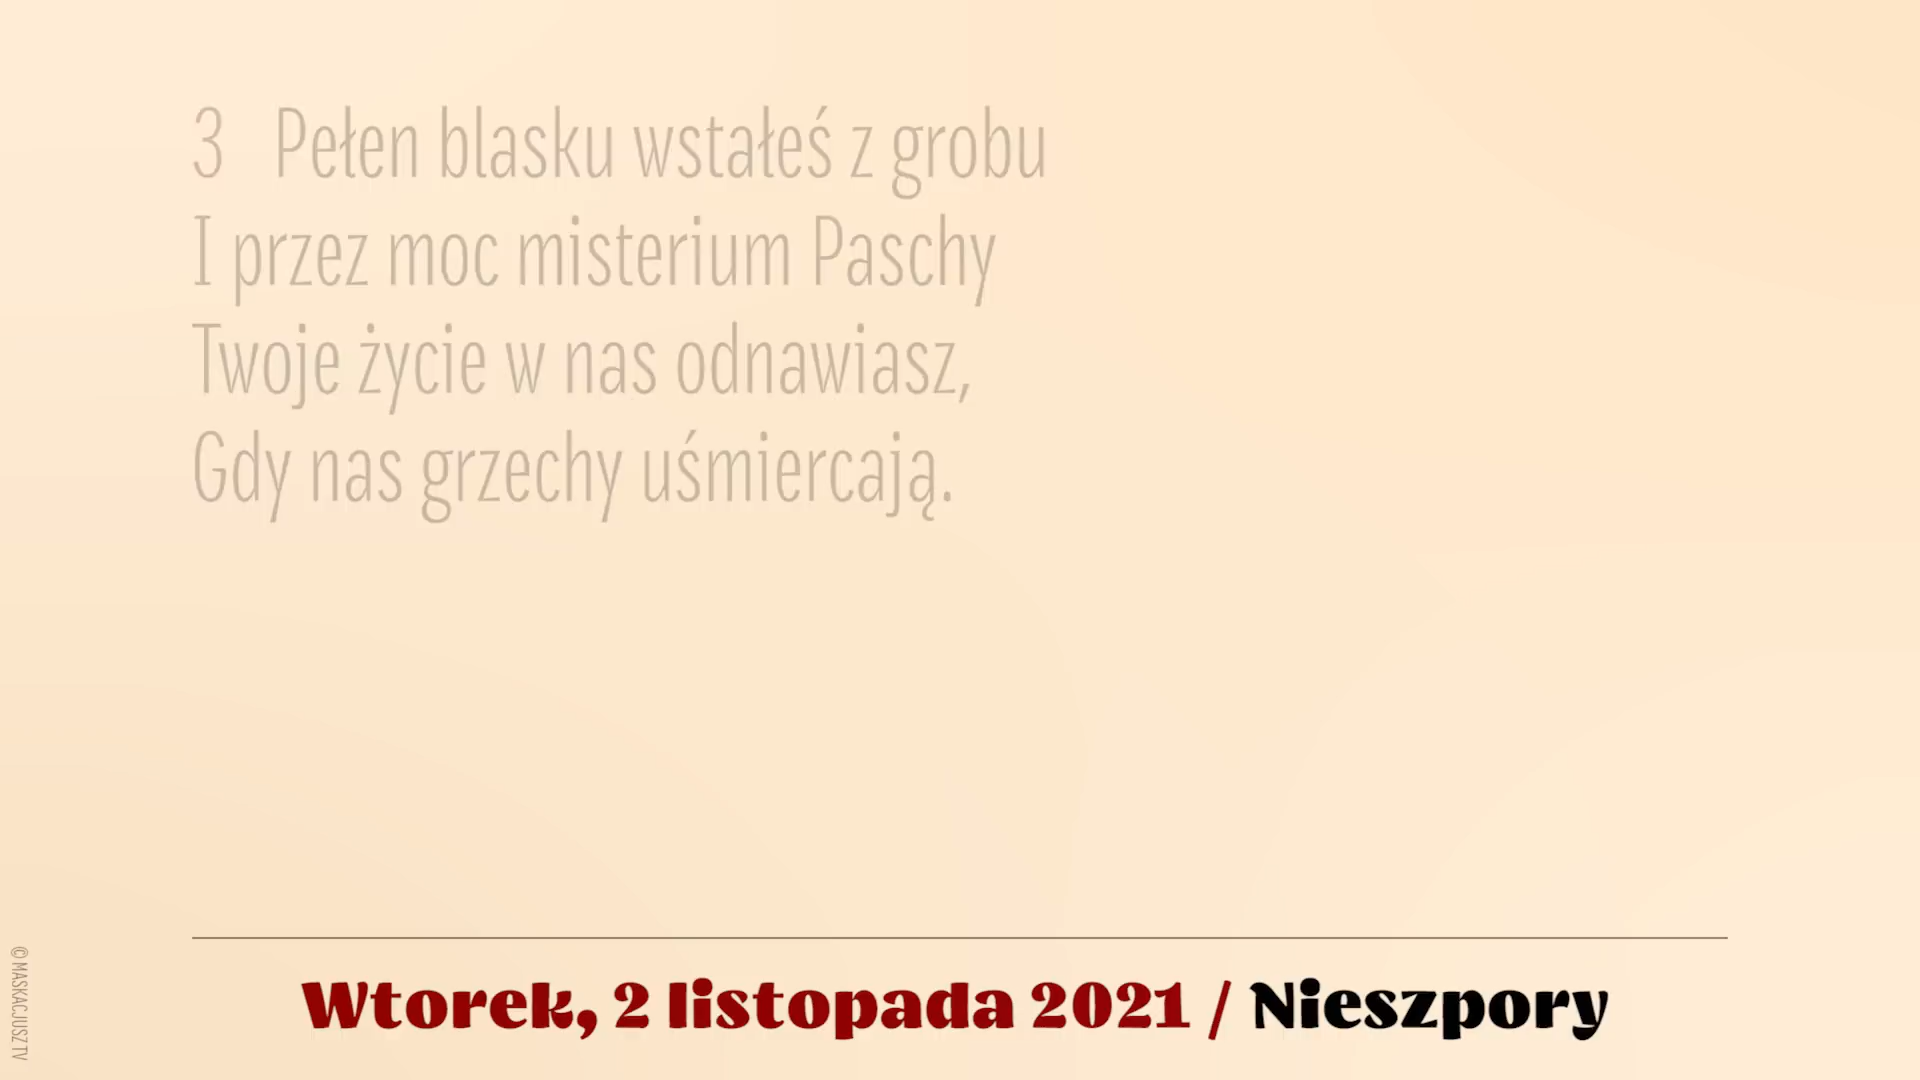 3 Pełen blasku wstałeś z grobu
I przez moc misterium Paschy
Twoje życie w nas odnawiasz,
Gdy nas grzechy uśmiercają.
Wtorek, 2 listopada 2021 / Nieszpory
© MASKACJUSZ TV